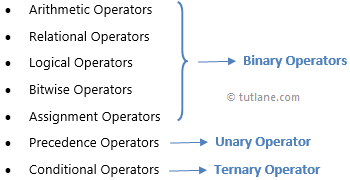 Arithmetic Operators
Relational Operators
Logical Operators
Bitwise Operators
Assignment Operators
Binary Operators
© tutlane.com
Precedence Operators
Unary Operator
Conditional Operators
Ternary Operator